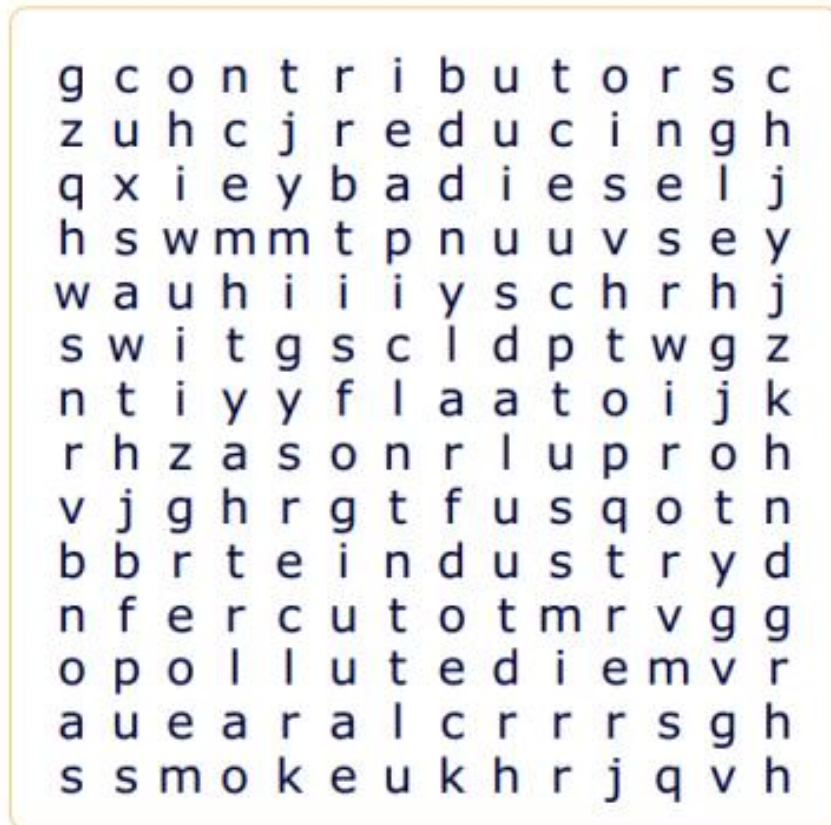 g c o n t r i b u t o r s c
z u h c j r e d u c i n g h
q x i e y b a d i e s e l j
h s w m m t p n u u v s e y
w a u h i i i y s c h r h j
s w i t g s c l d p t w g z
n t i y y f l a a t o i j k
r h z a s o n r l u p r o h
v j g h r g t f u s q o t n
b b r t e i n d u s t r y d
n f e r c u t o t m r v g g
o p o l l u t e d i e m v r
a u e a r a l c r r r s g h
s s m o k e u k h r j q v h